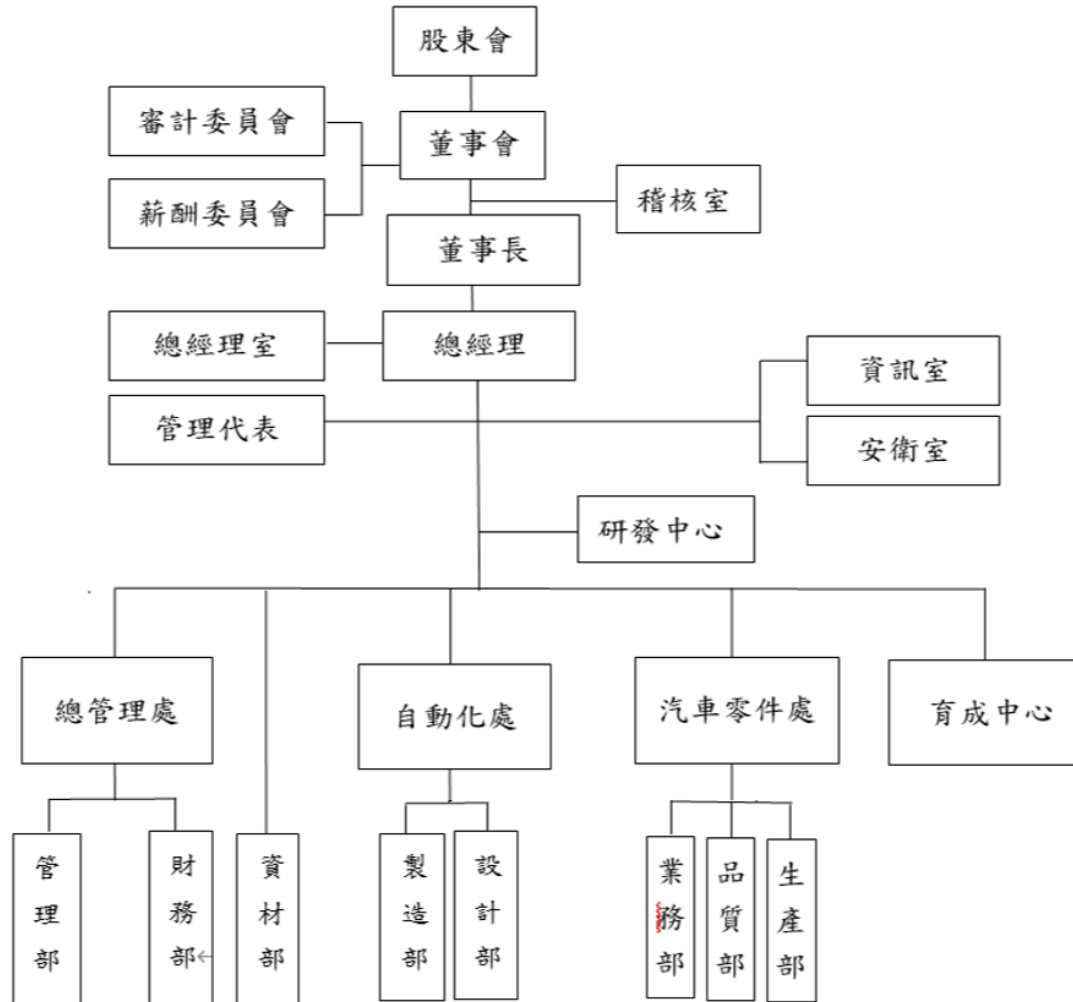 股東會
審計委員會
董事會
薪酬委員會
稽核室
董事長
總經理室
總經理
資訊室
管理代表
安衛室
研發中心
總管理處
自動化處
汽車零件處
育成中心
管理部
財務部←
資材部
製造部
設計部
業務部
品質部
生產部